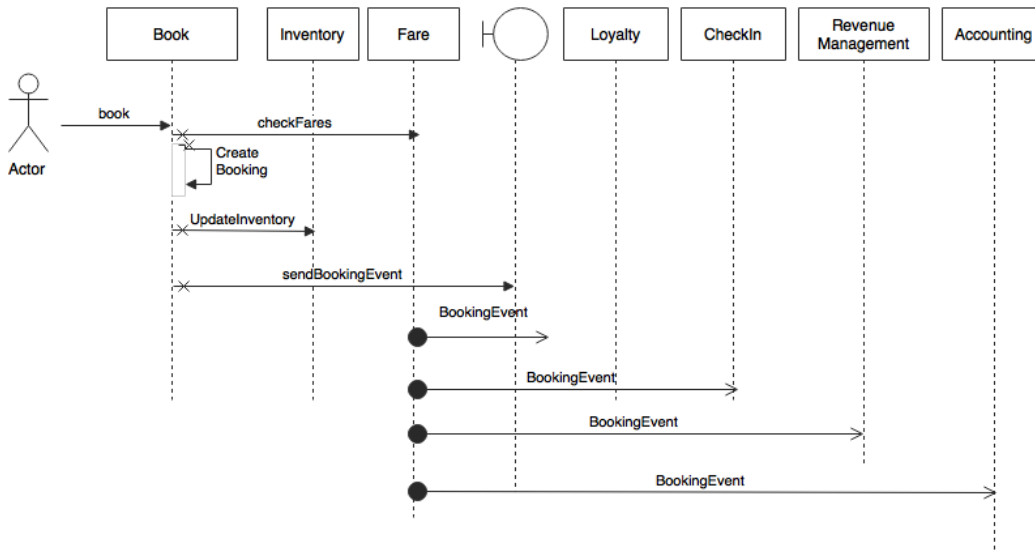 Book
Inventory
Fare
Loyalty
CheckIn
Revenue
Management
Accounting
book
checkFares
Actor
Create
Booking
UpdateInventory
sendBookingEvent
BookingEvent
BookingEvent
BookingEvent
BookingEvent